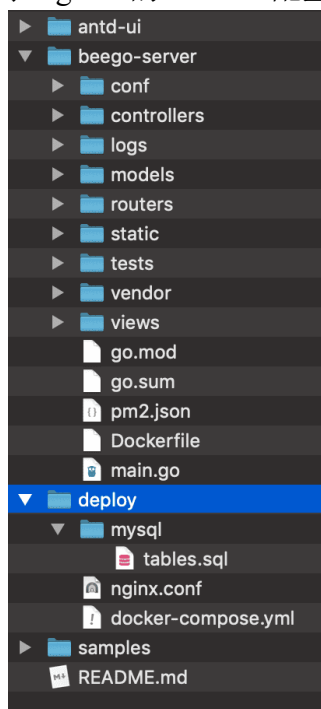 antd-ui
beego-server
conf
controllers
logs
models
routers
static
tests
vendor
views
go.mod
go.sum
pm2.json
Dockerfile
main.go
deploy
mysql
tables.sql
nginx.conf
docker-compose.yml
samples
README.md